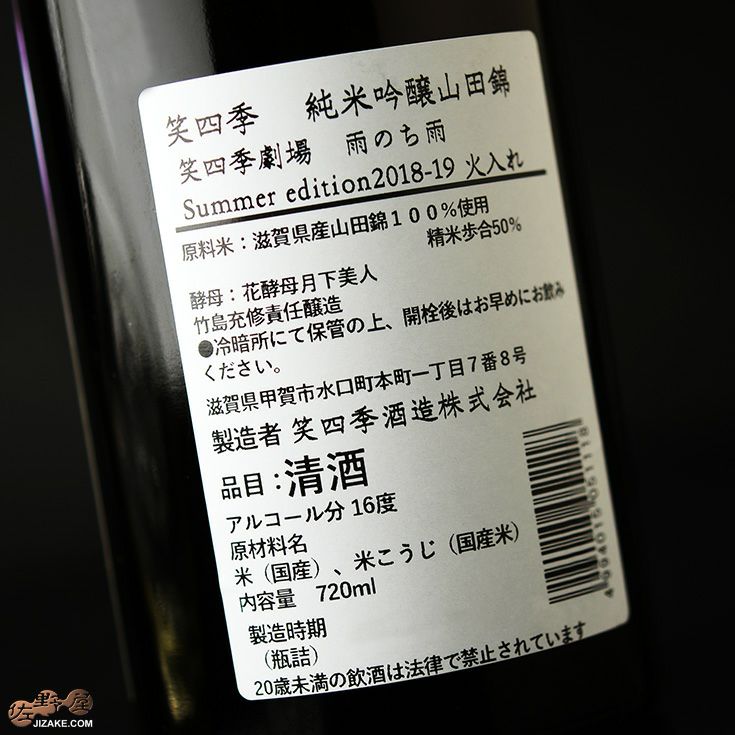 笑四季　純米吟醸山田錦
笑四季劇場　雨のち雨
Summer edition2018-19 火入れ
原料米：滋賀県産山田錦１００％使用
精米歩合50%
酵母：花酵母月下美人
竹島充修責任醸造
●冷暗所にて保管の上、開栓後はお早めにお飲み
ください。
滋賀県甲賀市水口町本町一丁目７番８号
製造者 笑四季酒造株式会社
品目：清酒
アルコール分 16度
原材料名
米（国産）、米こうじ（国産米）
内容量　720ml
製造時期
（瓶詰）
20歳未満の飲酒は法律で禁止されています
4994015051118
佐野屋
JIZAKE.COM